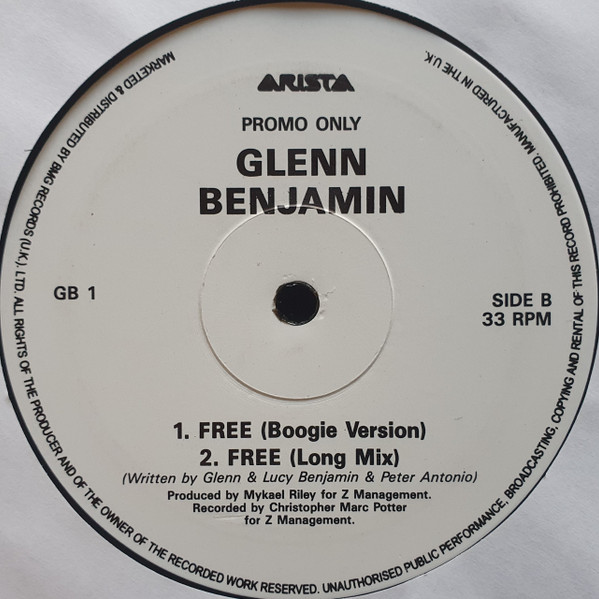 ARISTA
PROMO ONLY
GLENN
BENJAMIN
GB 1
SIDE B
33 RPM
1. FREE (Boogie Version)
2. FREE (Long Mix)
(Written by Glenn & Lucy Benjamin & Peter Antonio)
Produced by Mykael Riley for Z Management.
Recorded by Christopher Marc Potter
for Z Management.
MARKETED & DISTRIBUTED BY BMG RECORDS (U.K.). LTD. ALL RIGHTS OF THE PRODUCER AND OF THE OWNER OF THE RECORDED WORK RESERVED. UNAUTHORISED PUBLIC PERFORMANCE, BROADCASTING, COPYING AND RENTAL OF THIS RECORD PROHIBITED. MANUFACTURED IN THE U.K.